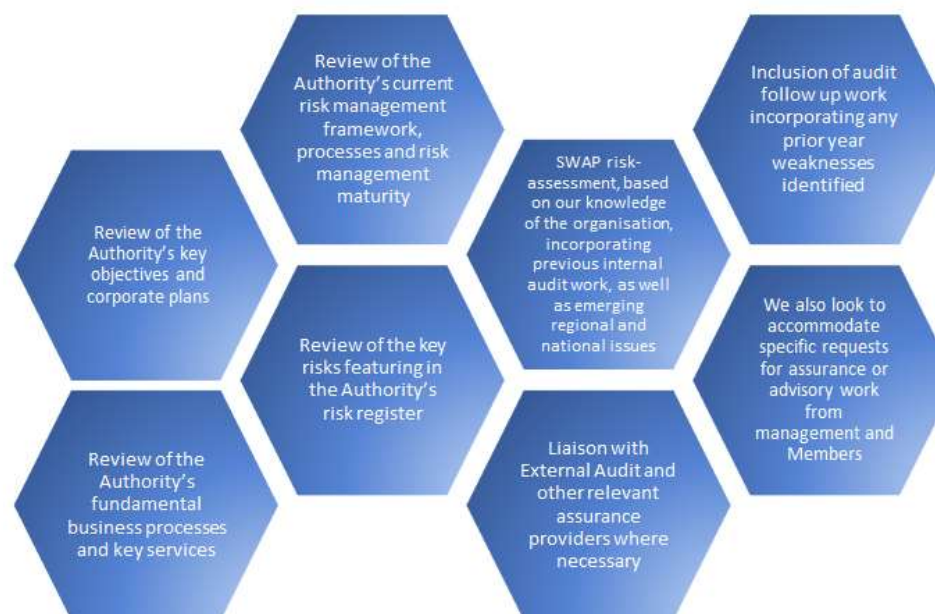 Review of the
Authority's current
risk management
framework,
processes and risk
management
maturity
Inclusion of audit
follow up work
incorporating any
prior year
weaknesses
identified
SWAP risk-
assessment, based
on our knowledge
of the organisation,
incorporating
previous internal
audit work, as well
as emerging
regional and
national issues
Review of the
Authority's key
objectives and
corporate plans
We also look to
accommodate
specific requests
for assurance or
advisory work
from
management and
Members
Review of the key
risks featuring in
the Authority's
risk register
Liaison with
External Audit and
other relevant
assurance
providers where
necessary
Review of the
Authority's
fundamental
business processes
and key services